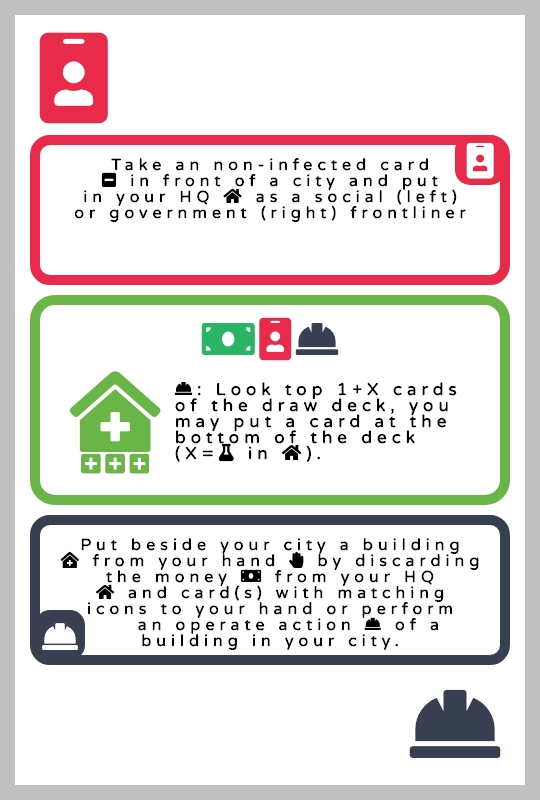 Take an non-infected card
in front of a city and put
in your HQ as a social (left)
or government (right) frontliner
: Look top 1+X cards
of the draw deck, you
may put a card at the
bottom of the deck
(X= in ).
Put beside your city a building
from your hand by discarding
the money from your HQ
and card(s) with matching
icons to your hand or perform
an operate action of a
building in your city.